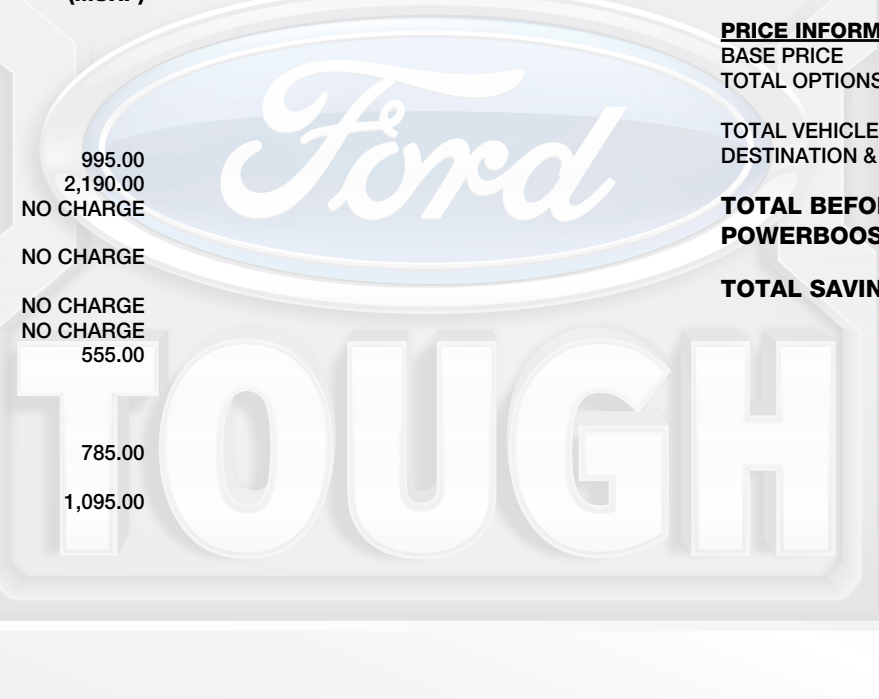 995.00
2,190.00
NO CHARGE
NO CHARGE
NO CHARGE
NO CHARGE
555.00
785.00
1,095.00
PRICE INFORM
BASE PRICE
TOTAL OPTIONS
TOTAL VEHICLE
DESTINATION &
TOTAL BEFO
POWERBOOS
TOTAL SAVIN
Ford
TOUGH